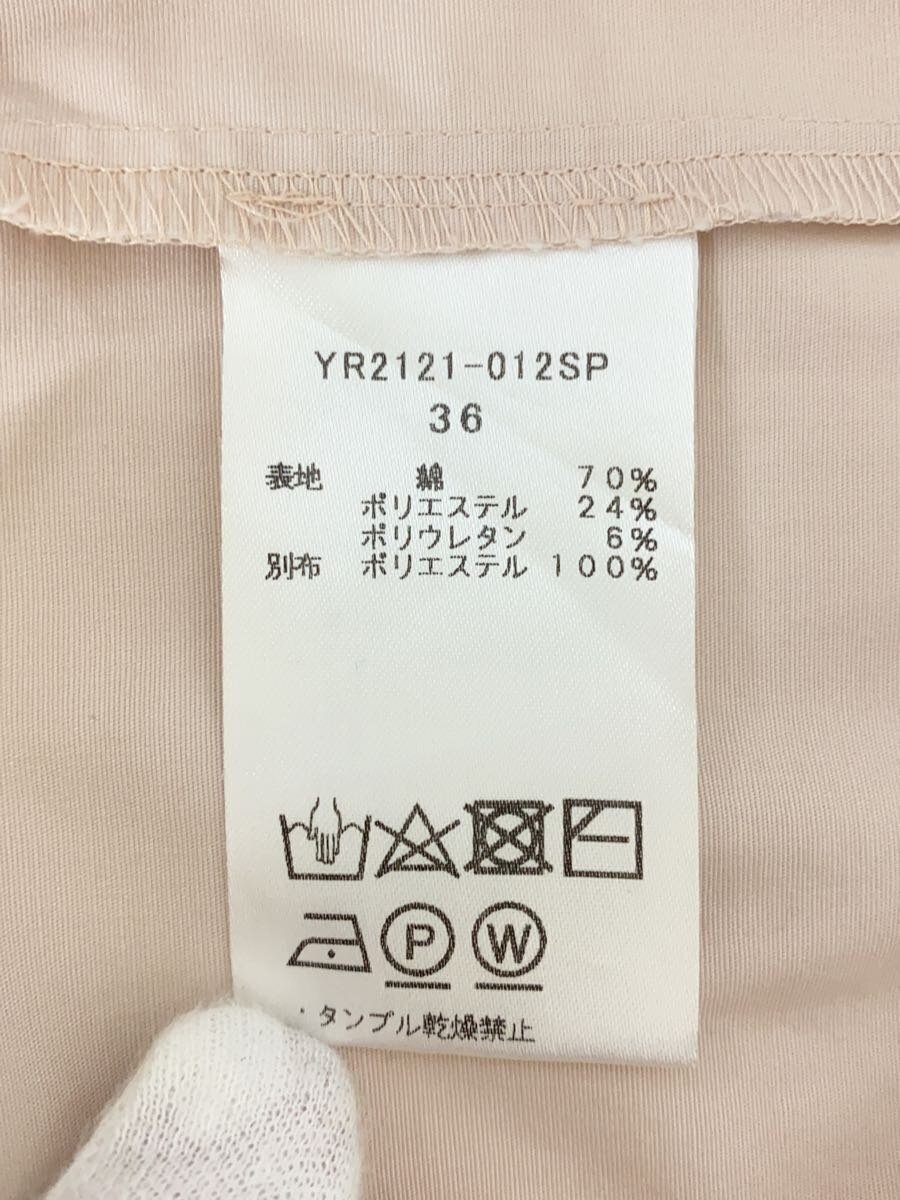 YR2121-012SP
36
表地 綿 70%
ポリエステル 24%
ポリウレタン 6%
別布 ポリエステル 100%
P W
・タンブル乾燥禁止